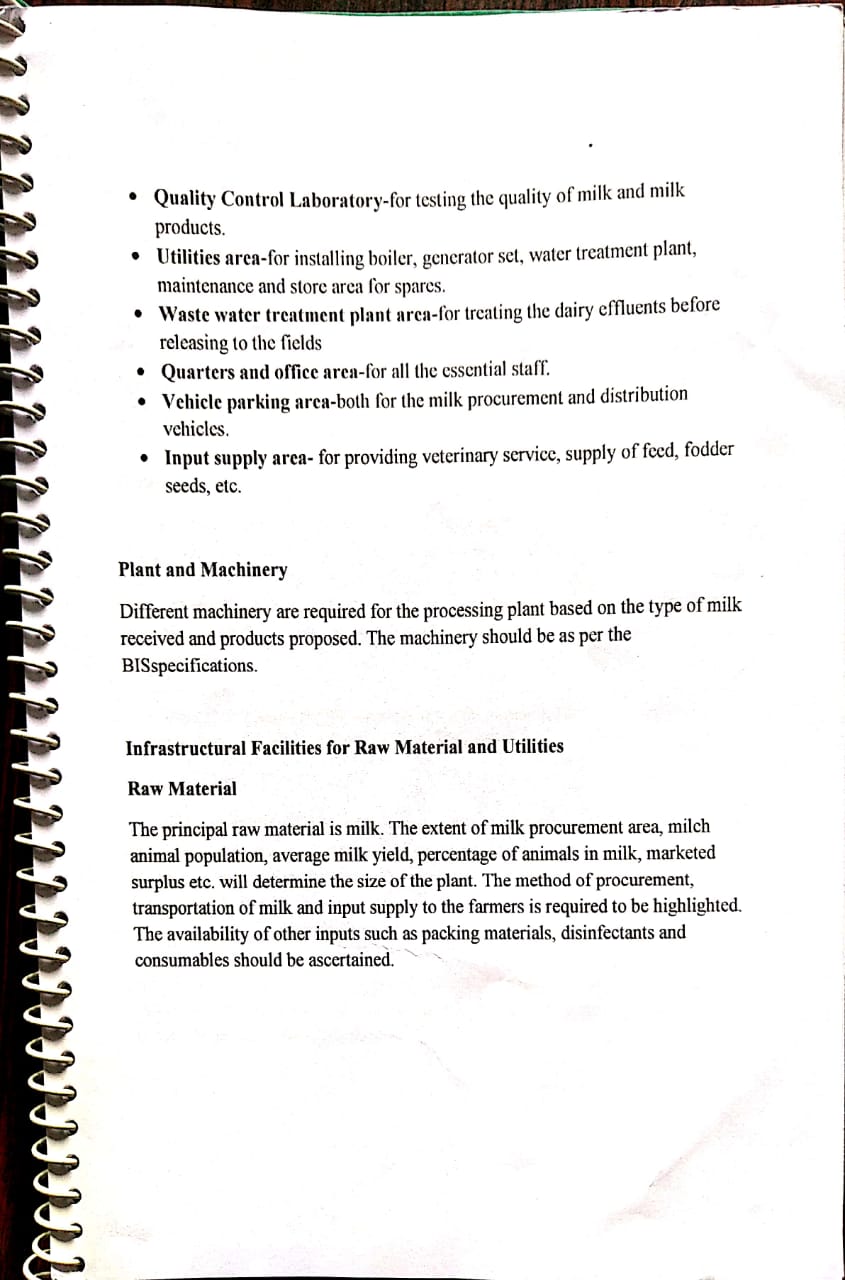 • Quality Control Laboratory-for testing the quality of milk and milk
products.
• Utilities area-for installing boiler, generator set, water treatment plant,
maintenance and store area for spares.
• Waste water treatment plant area-for treating the dairy effluents before
releasing to the fields
• Quarters and office area-for all the essential staff.
• Vehicle parking area-both for the milk procurement and distribution
vehicles.
• Input supply area- for providing veterinary service, supply of feed, fodder
seeds, etc.
Plant and Machinery
Different machinery are required for the processing plant based on the type of milk
received and products proposed. The machinery should be as per the
BISspecifications.
Infrastructural Facilities for Raw Material and Utilities
Raw Material
The principal raw material is milk. The extent of milk procurement area, milch
animal population, average milk yield, percentage of animals in milk, marketed
surplus etc. will determine the size of the plant. The method of procurement,
transportation of milk and input supply to the farmers is required to be highlighted.
The availability of other inputs such as packing materials, disinfectants and
consumables should be ascertained.